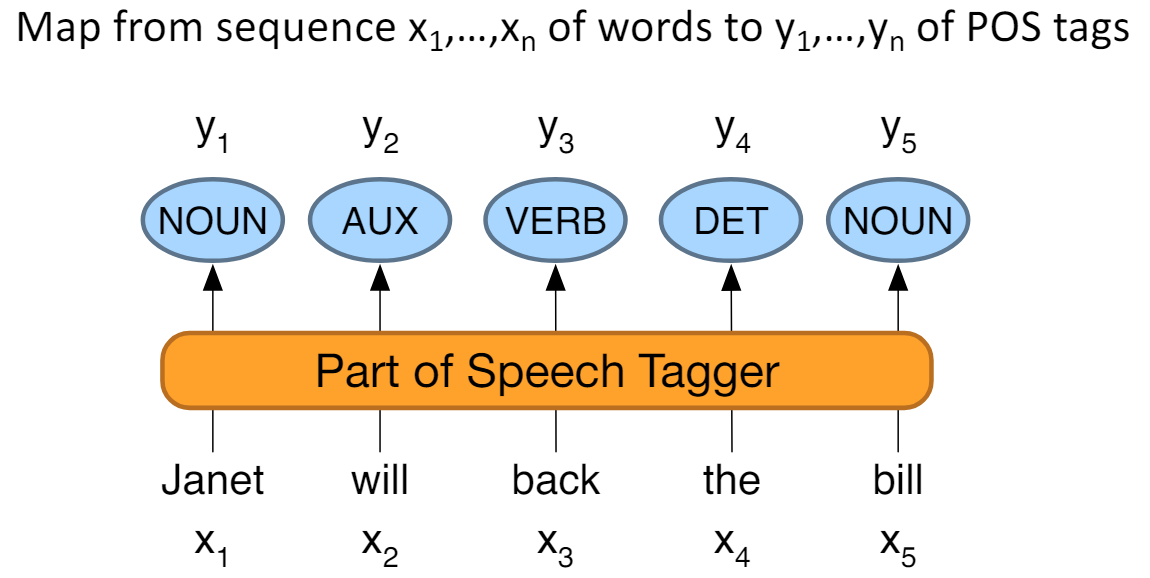 Map from sequence x₁,…,xₙ of words to y₁,…,yₙ of POS tags
y₁ y₂ y₃ y₄ y₅
NOUN AUX VERB DET NOUN
Part of Speech Tagger
Janet will back the bill
x₁ x₂ x₃ x₄ x₅